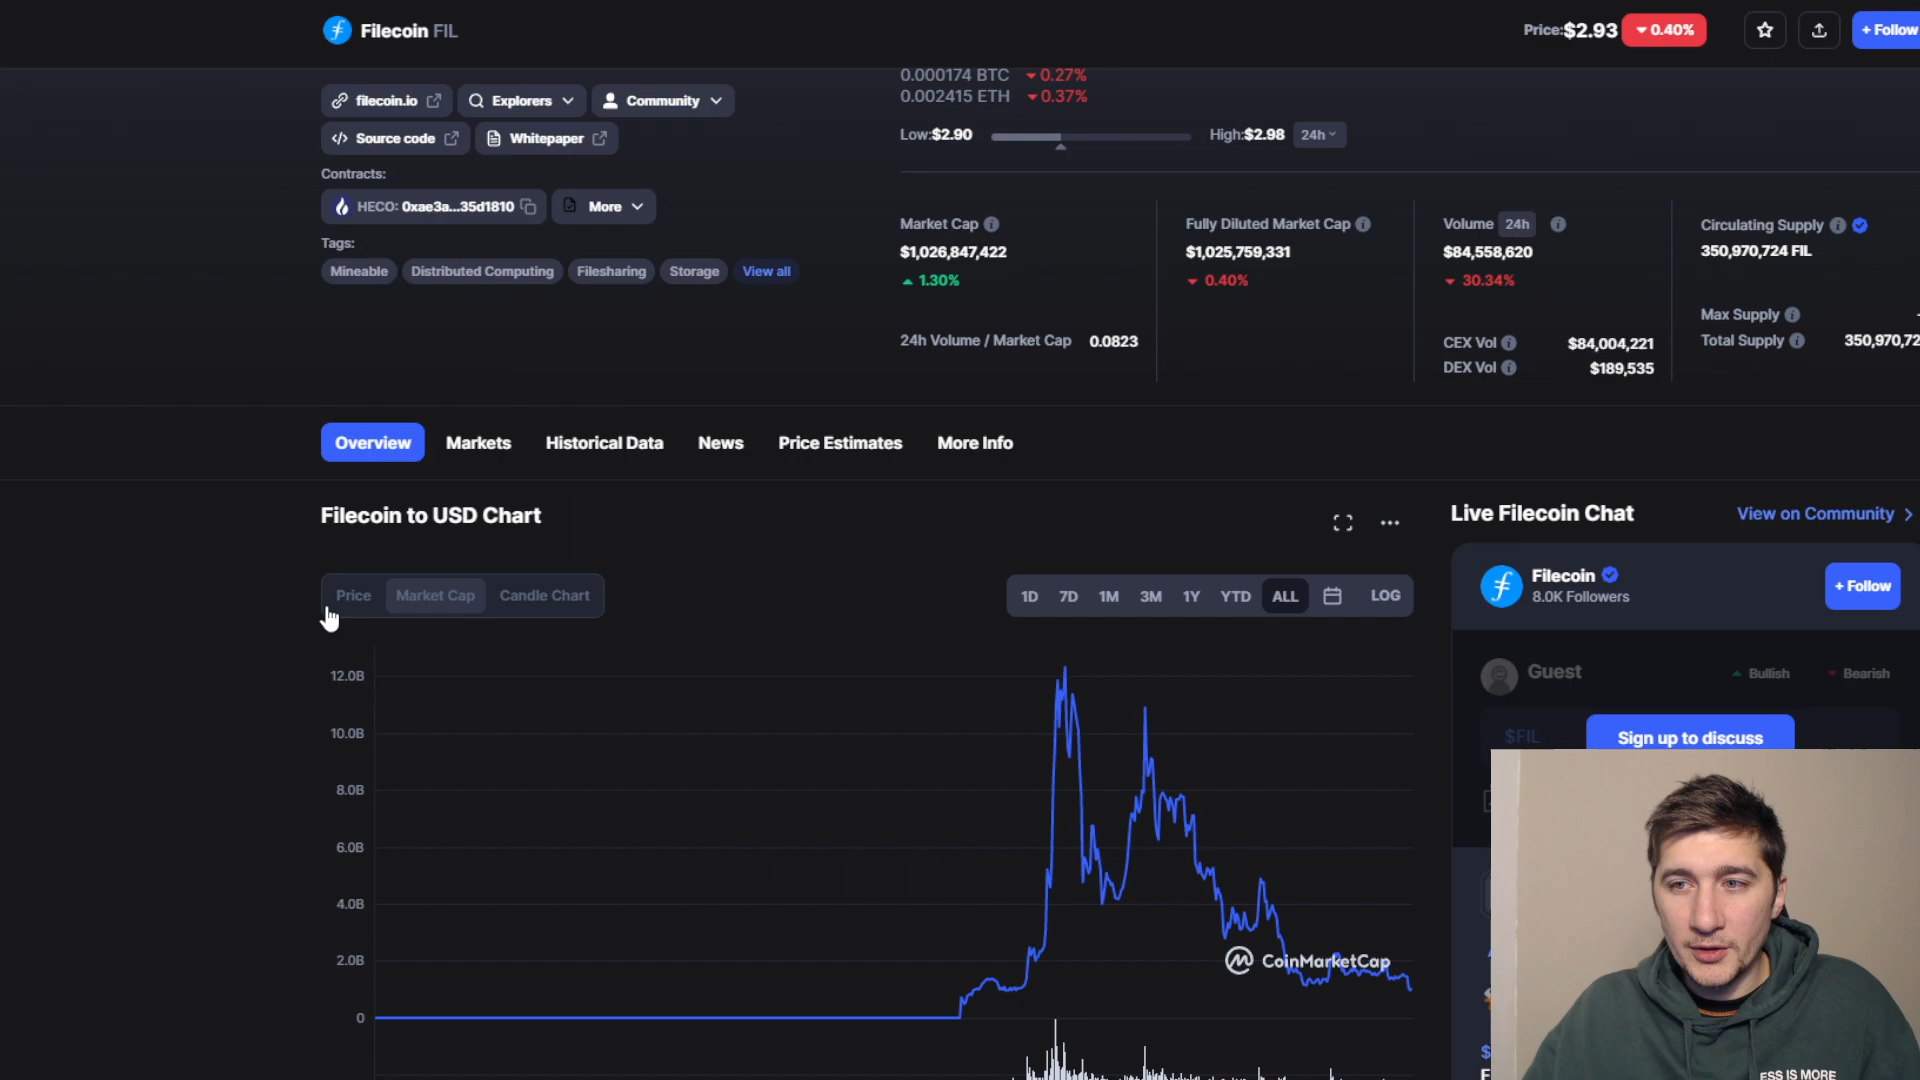 Filecoin FIL
Price:$2.93 0.40%
+ Follow
0.000174 BTC 0.27%
0.002415 ETH 0.37%
Low:$2.90 High:$2.98 24h
filecoin.io Explorers Community
Source code Whitepaper
Contracts:
HECO: 0xae3a...35d1810 More
Tags:
Mineable Distributed Computing Filesharing Storage View all
Market Cap
$1,026,847,422
1.30%
24h Volume / Market Cap 0.0823
Fully Diluted Market Cap
$1,025,759,331
0.40%
Volume 24h
$84,558,620
30.34%
CEX Vol $84,004,221
DEX Vol $189,535
Circulating Supply
350,970,724 FIL
Max Supply
Total Supply 350,970,72
Overview Markets Historical Data News Price Estimates More Info
Filecoin to USD Chart
Price Market Cap Candle Chart
1D 7D 1M 3M 1Y YTD ALL LOG
12.0B
10.0B
8.0B
6.0B
4.0B
2.0B
0
CoinMarketCap
Live Filecoin Chat
View on Community
Filecoin
8.0K Followers
+ Follow
Guest
Bullish Bearish
$FIL
Sign up to discuss
ESS IS MORE